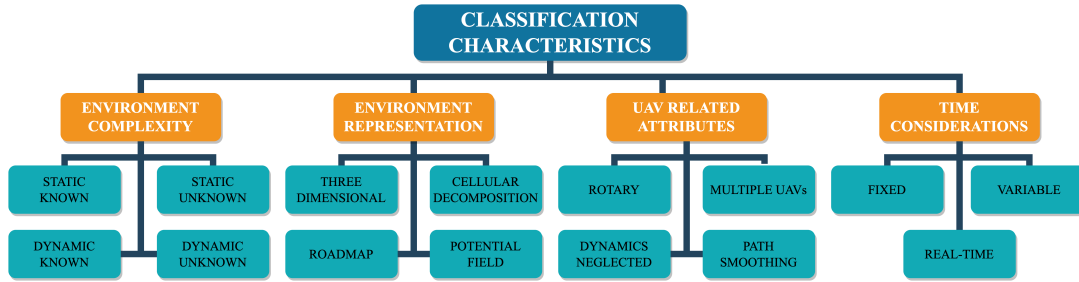 CLASSIFICATION
CHARACTERISTICS
ENVIRONMENT
COMPLEXITY
ENVIRONMENT
REPRESENTATION
UAV RELATED
ATTRIBUTES
TIME
CONSIDERATIONS
STATIC
KNOWN
STATIC
UNKNOWN
DYNAMIC
KNOWN
DYNAMIC
UNKNOWN
THREE
DIMENSIONAL
CELLULAR
DECOMPOSITION
ROADMAP
POTENTIAL
FIELD
ROTARY
MULTIPLE UAVs
DYNAMICS
NEGLECTED
PATH
SMOOTHING
FIXED
VARIABLE
REAL-TIME